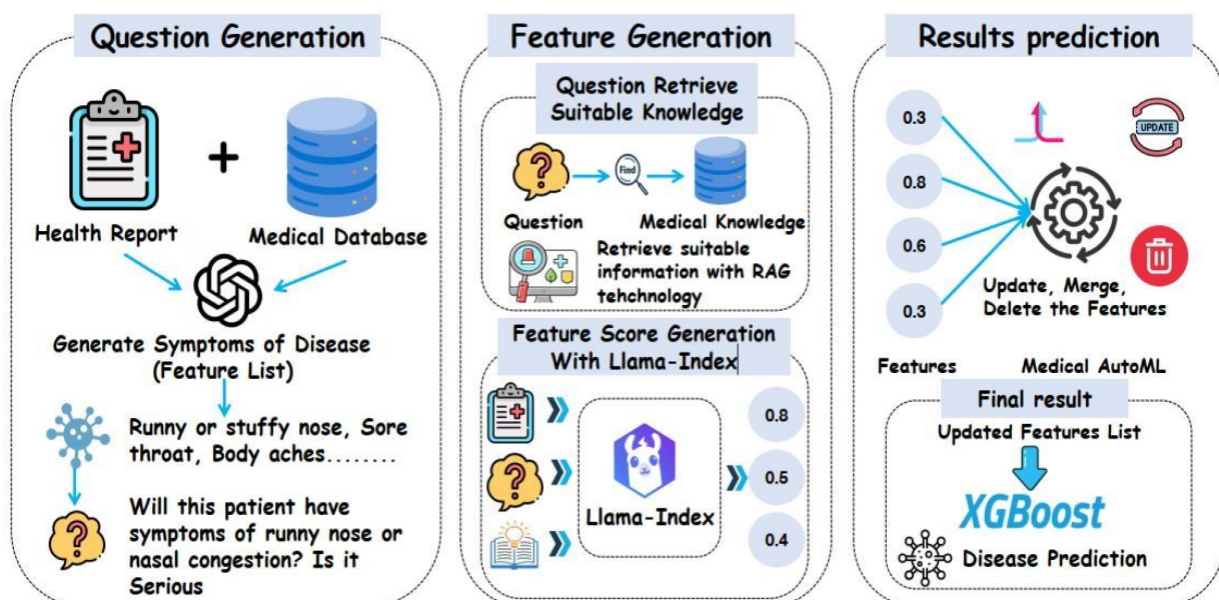 Question Generation
Health Report
Medical Database
Generate Symptoms of Disease
(Feature List)
Runny or stuffy nose, Sore
throat, Body aches........
Will this patient have
symptoms of runny nose or
nasal congestion? Is it
Serious
Feature Generation
Question Retrieve
Suitable Knowledge
Find
Question
Medical Knowledge
Retrieve suitable
information with RAG
tehchnology
Feature Score Generation
With Llama-Index
Llama-Index
0.8
0.5
0.4
Results prediction
0.3
0.8
0.6
0.3
UPDATE
Update, Merge,
Delete the Features
Features
Medical AutoML
Final result
Updated Features List
XGBoost
Disease Prediction